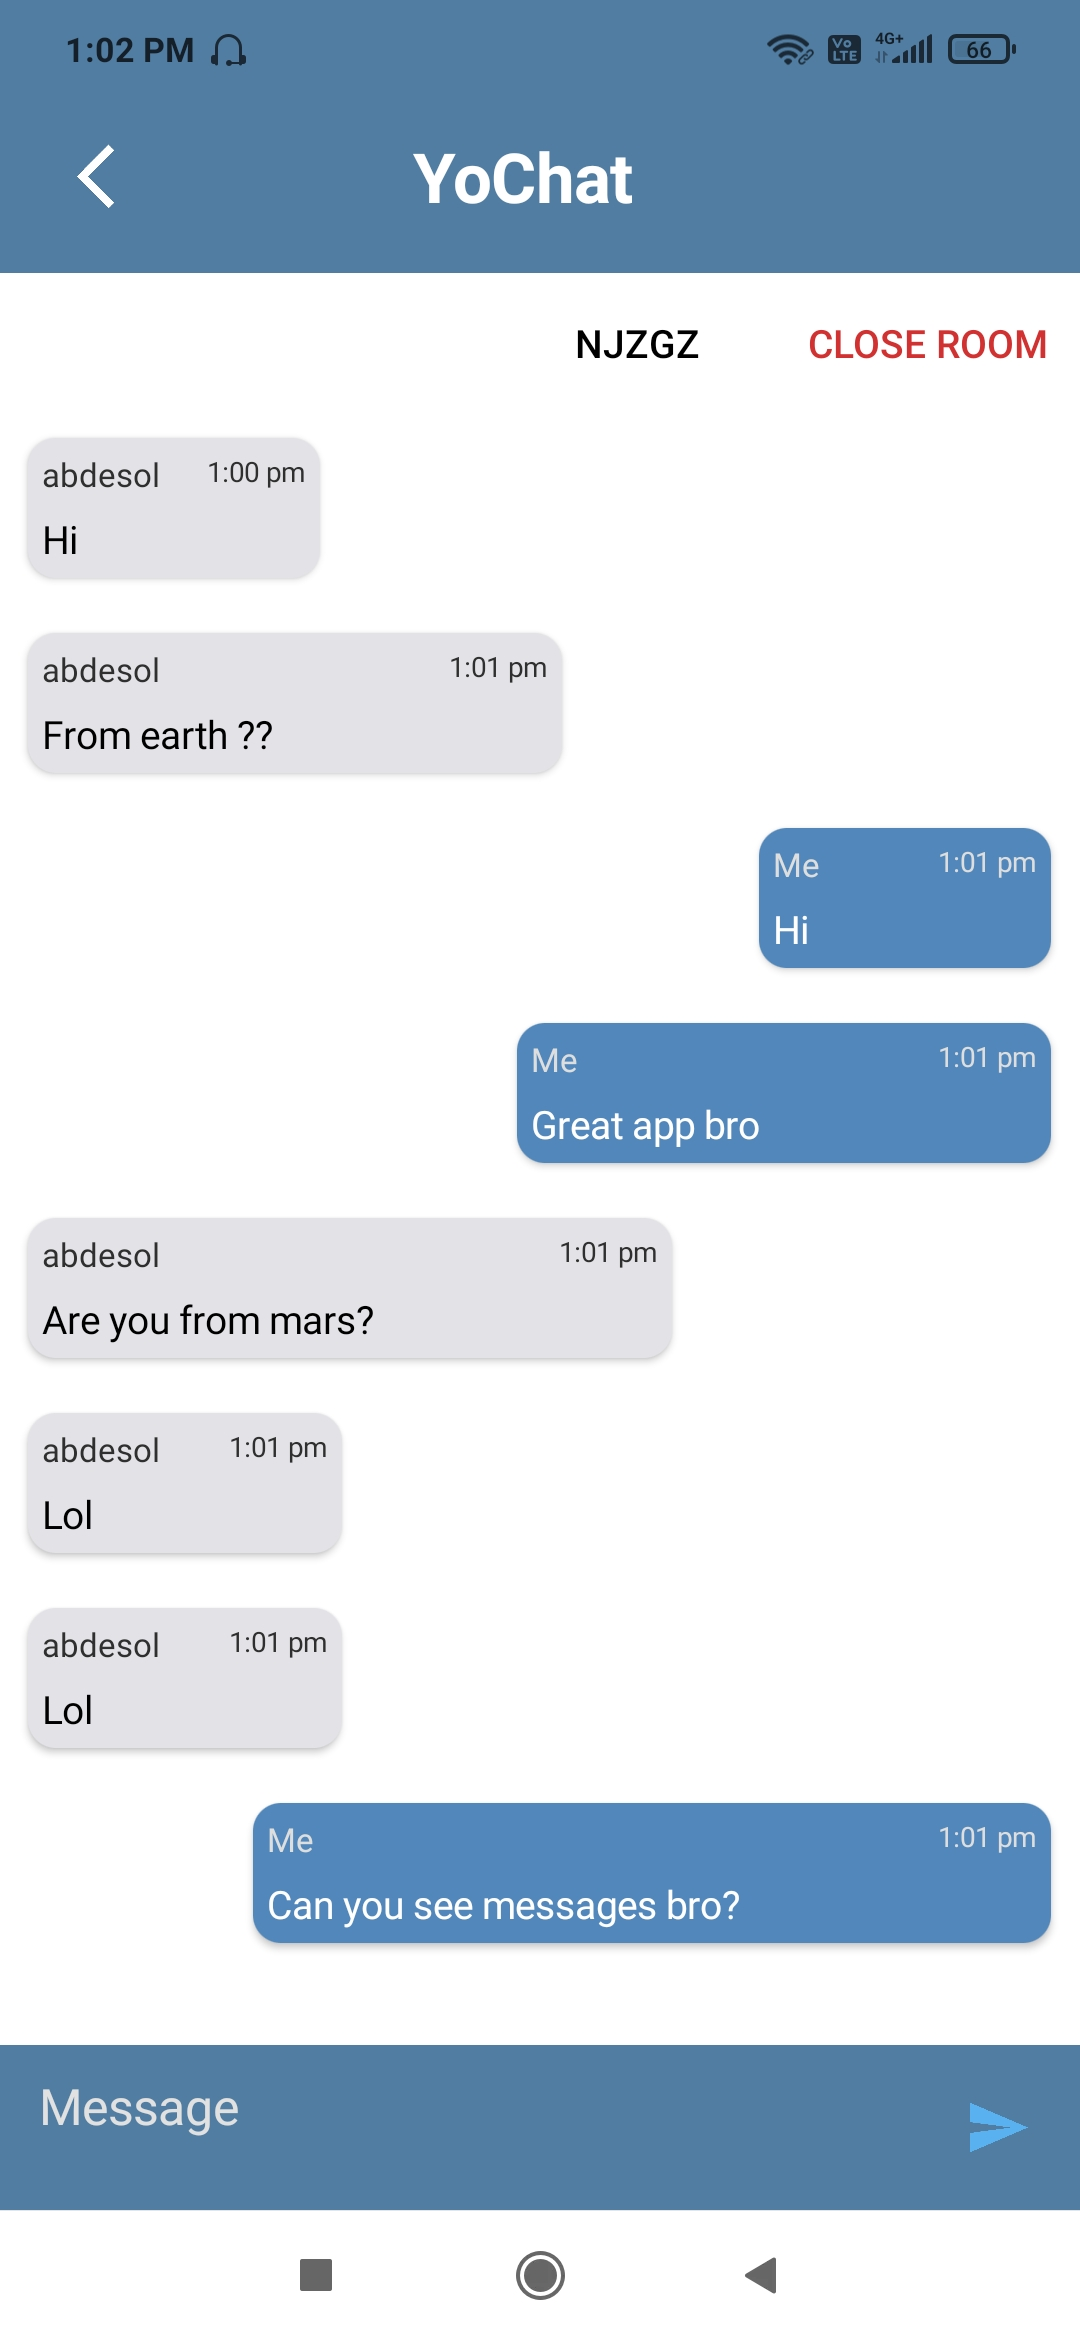 1:02 PM
Vo LTE 4G+ 66
YoChat
NJZGZ CLOSE ROOM
abdesol 1:00 pm
Hi
abdesol 1:01 pm
From earth ??
Me 1:01 pm
Hi
Me 1:01 pm
Great app bro
abdesol 1:01 pm
Are you from mars?
abdesol 1:01 pm
Lol
abdesol 1:01 pm
Lol
Me 1:01 pm
Can you see messages bro?
Message